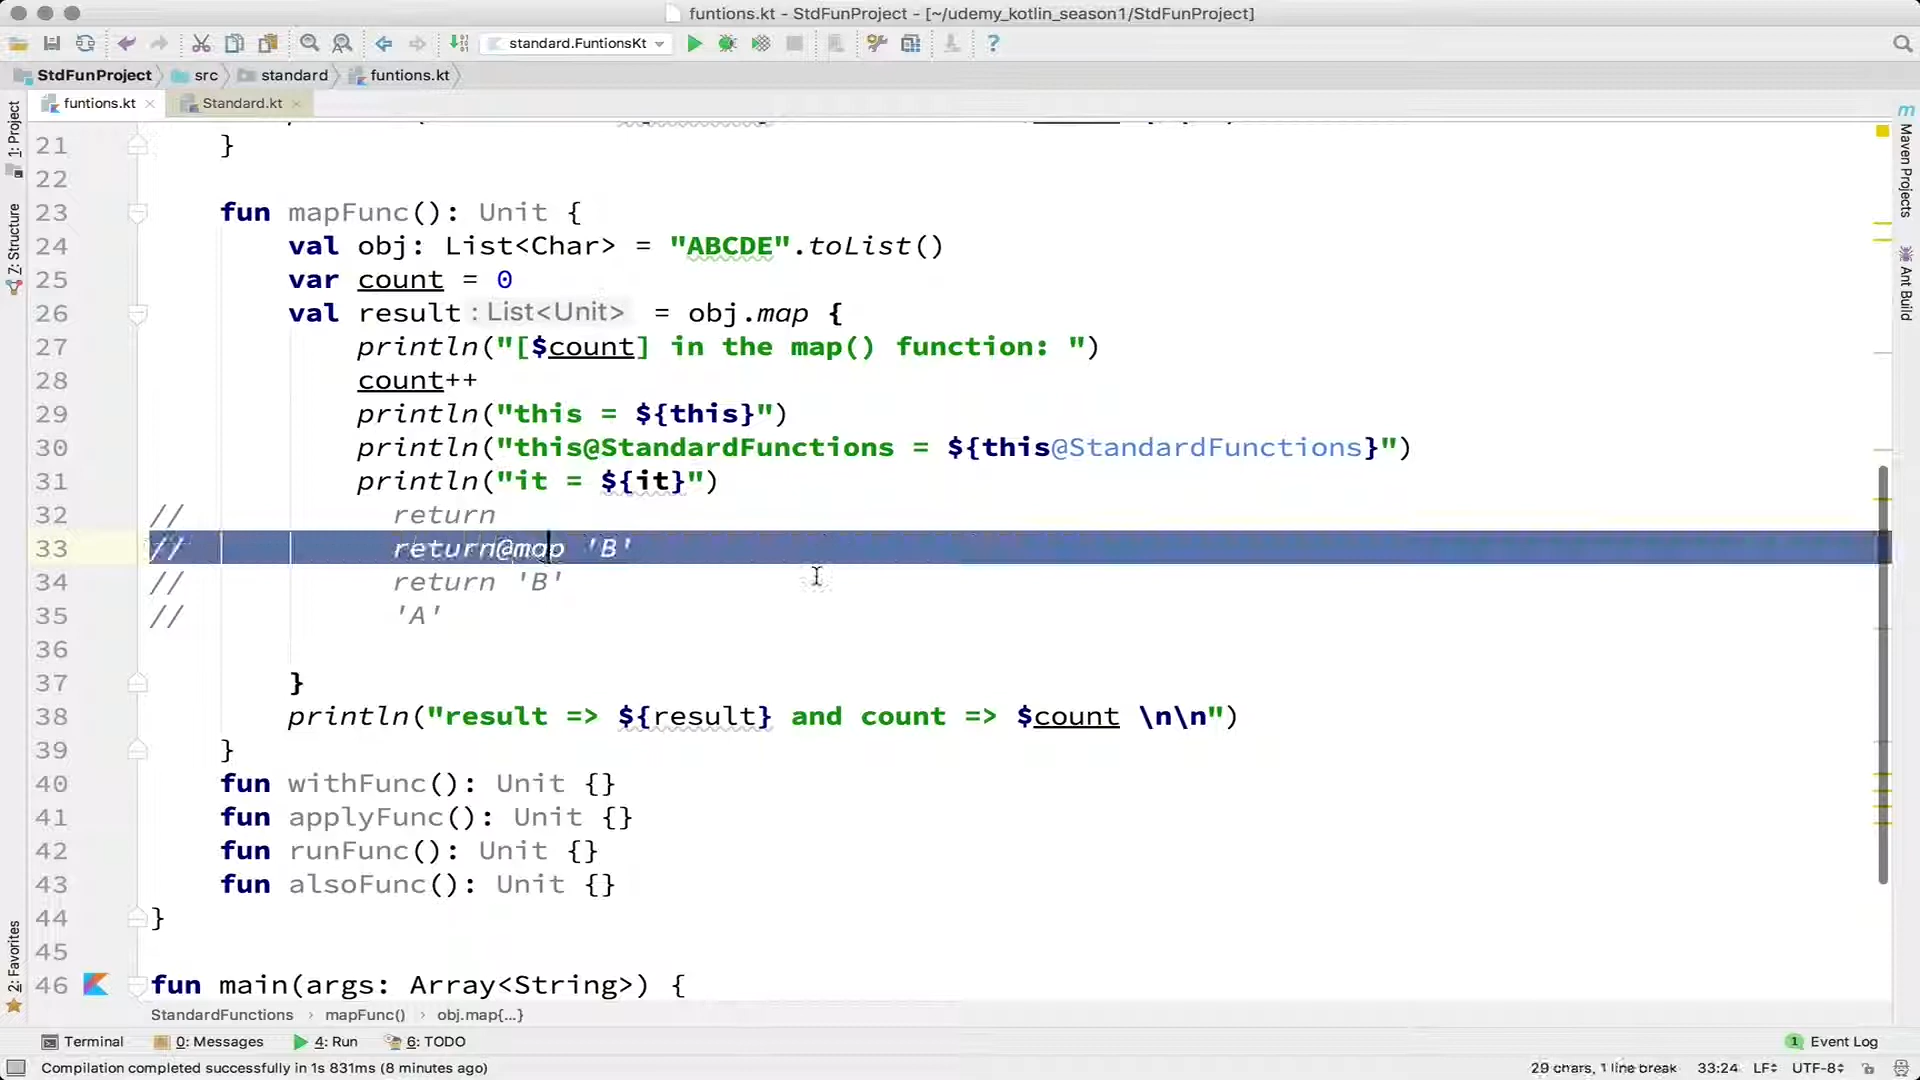 funtions.kt - StdFunProject - [~/udemy_kotlin_season1/StdFunProject]
standard.FuntionsKt
StdFunProject src standard funtions.kt
funtions.kt Standard.kt
1: Project
7: Structure
2: Favorites
m
Maven Projects
Ant Build
21 }
22
23 fun mapFunc(): Unit {
24 val obj: List<Char> = "ABCDE".toList()
25 var count = 0
26 val result : List<Unit> = obj.map {
27 println("[$count] in the map() function: ")
28 count++
29 println("this = ${this}")
30 println("this@StandardFunctions = ${this@StandardFunctions}")
31 println("it = ${it}")
32 // return
33 // return@map 'B'
34 // return 'B'
35 // 'A'
36
37 }
38 println("result => ${result} and count => $count \n\n")
39 }
40 fun withFunc(): Unit {}
41 fun applyFunc(): Unit {}
42 fun runFunc(): Unit {}
43 fun alsoFunc(): Unit {}
44 }
45
46 fun main(args: Array<String>) {
StandardFunctions › mapFunc() › obj.map{...}
Terminal 0: Messages 4: Run 6: TODO 1 Event Log
Compilation completed successfully in 1s 831ms (8 minutes ago) 29 chars, 1 line break 33:24 LF÷ UTF-8÷